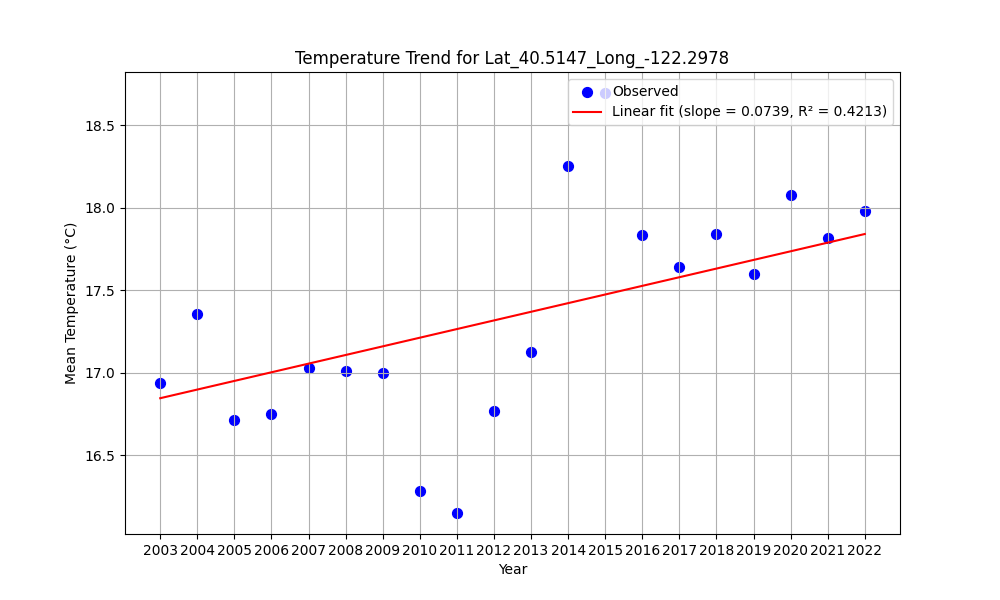 Temperature Trend for Lat_40.5147_Long_-122.2978
Observed
Linear fit (slope = 0.0739, R² = 0.4213)
Mean Temperature (°C)
18.5
18.0
17.5
17.0
16.5
2003 2004 2005 2006 2007 2008 2009 2010 2011 2012 2013 2014 2015 2016 2017 2018 2019 2020 2021 2022
Year